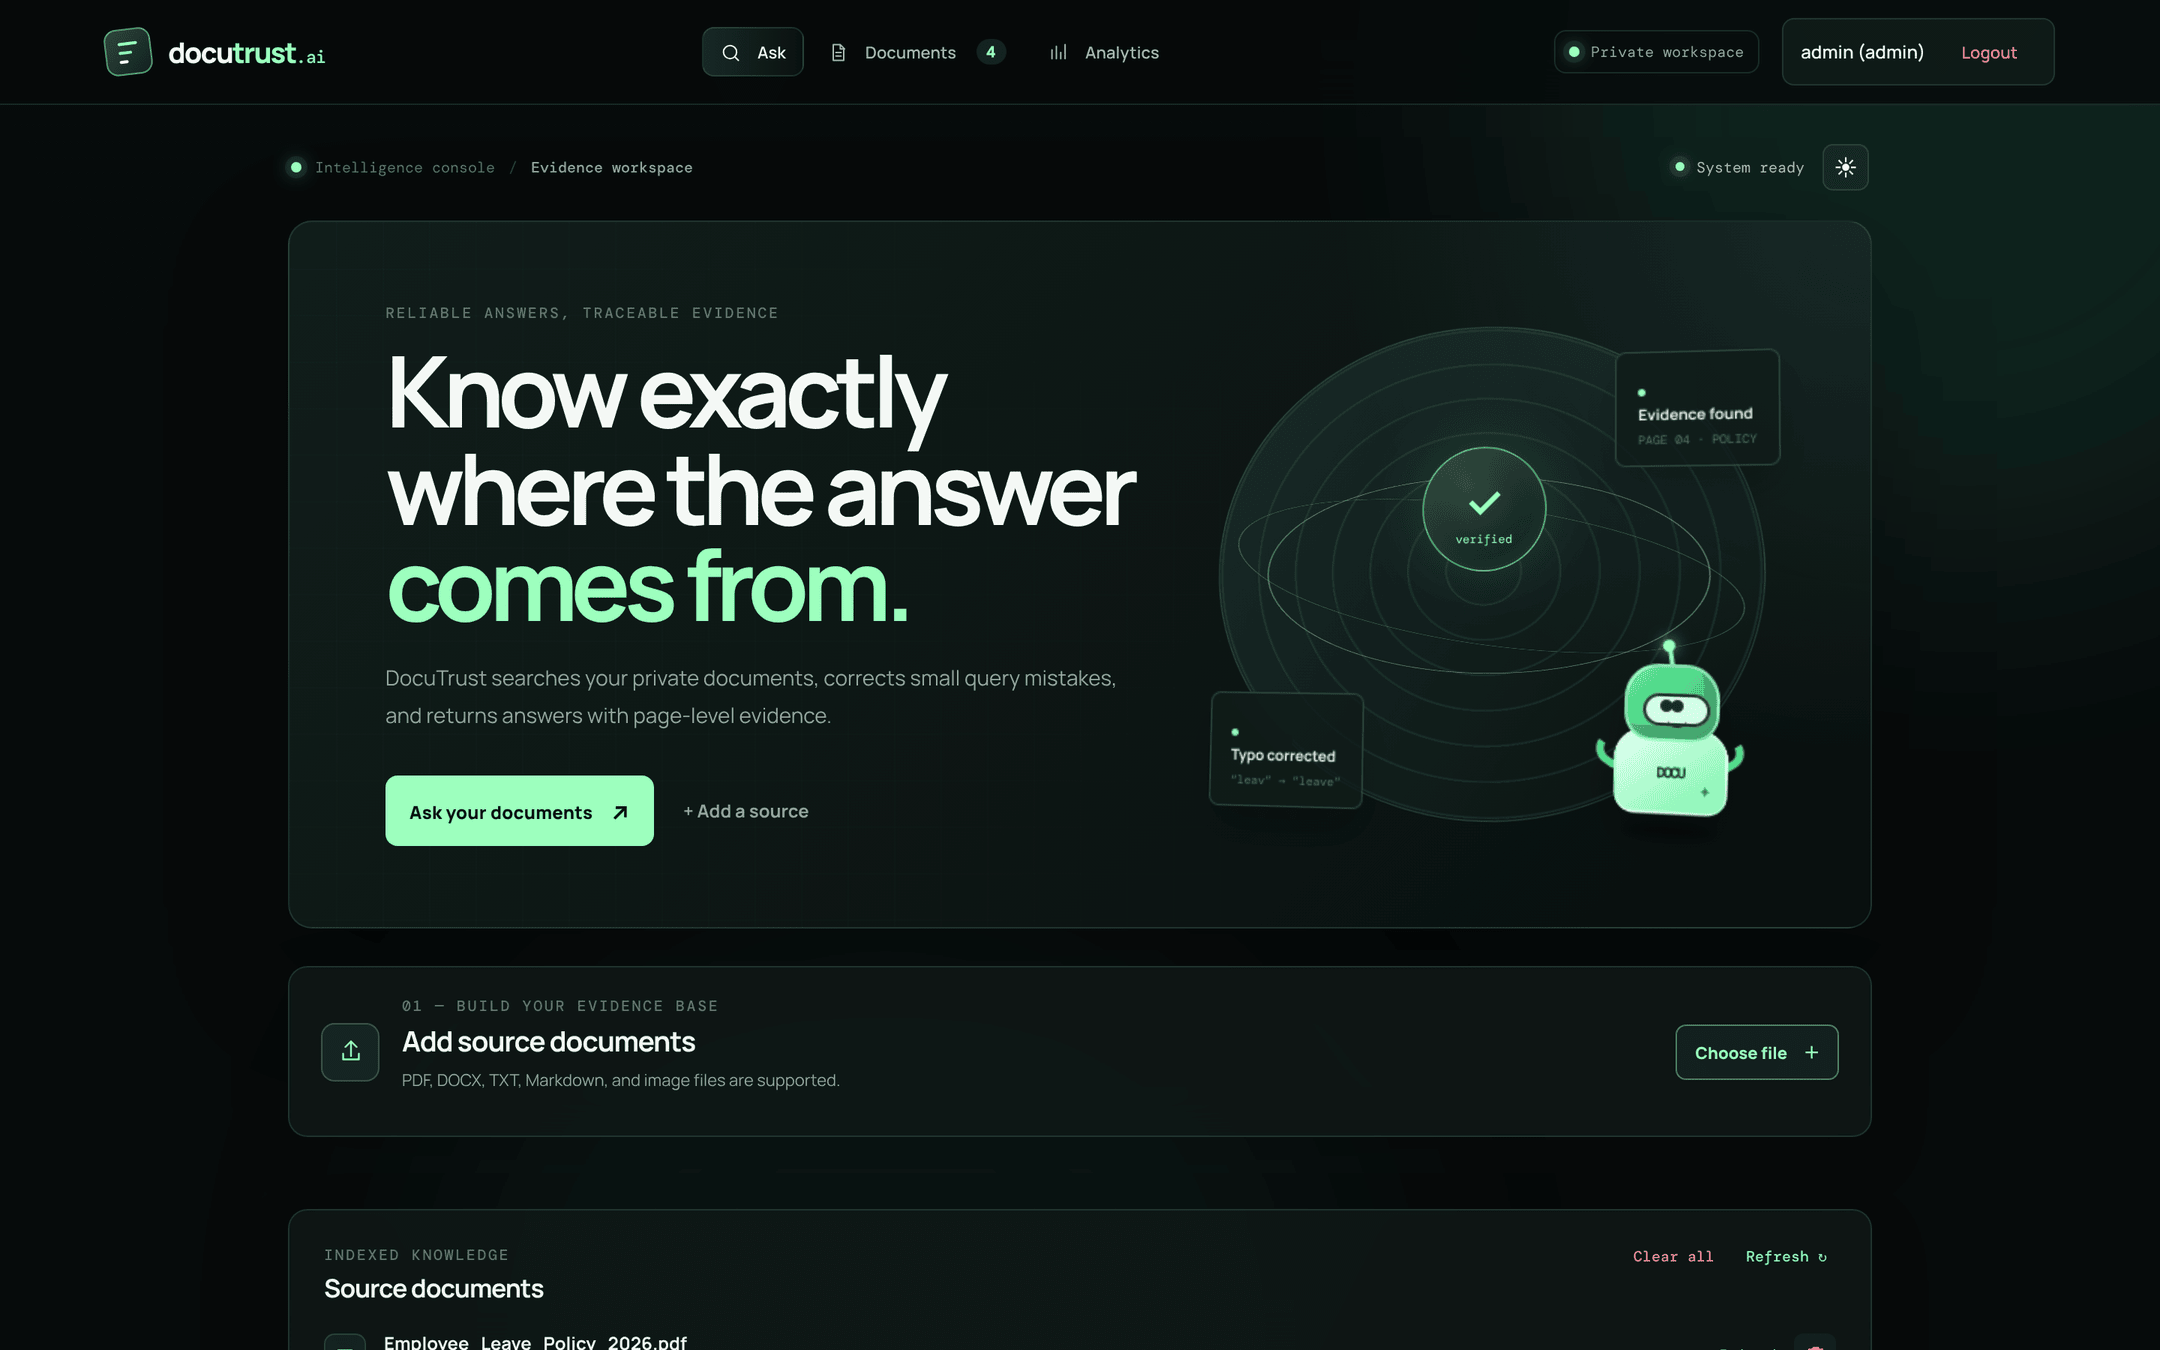 docutrust.ai
Ask
Documents 4
Analytics
Private workspace
admin (admin)
Logout
Intelligence console / Evidence workspace
System ready
RELIABLE ANSWERS, TRACEABLE EVIDENCE
Know exactly
where the answer
comes from.
DocuTrust searches your private documents, corrects small query mistakes,
and returns answers with page-level evidence.
Ask your documents ↗
+ Add a source
Evidence found
PAGE 04 · POLICY
verified
Typo corrected
"leav" → "leave"
DOCU
01 — BUILD YOUR EVIDENCE BASE
Add source documents
PDF, DOCX, TXT, Markdown, and image files are supported.
Choose file +
INDEXED KNOWLEDGE
Source documents
Clear all
Refresh ↻
Employee_Leave_Policy_2026.pdf